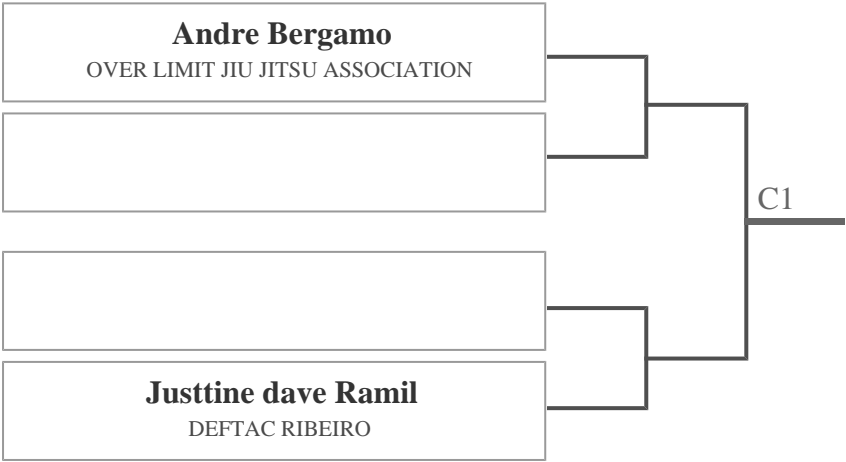 Andre Bergamo
OVER LIMIT JIU JITSU ASSOCIATION
C1
Justtine dave Ramil
DEFTAC RIBEIRO